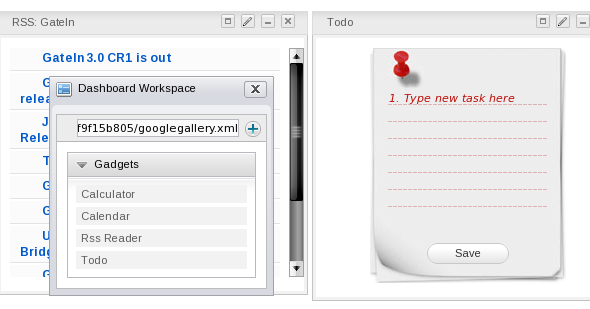 RSS: GateIn
Todo
GateIn 3.0 CR1 is out
G
relea
J
Rele
T
G
G
U
Bridg
G
Dashboard Workspace
f9f15b805/googlegallery.xml
Gadgets
Calculator
Calendar
Rss Reader
Todo
1. Type new task here
Save